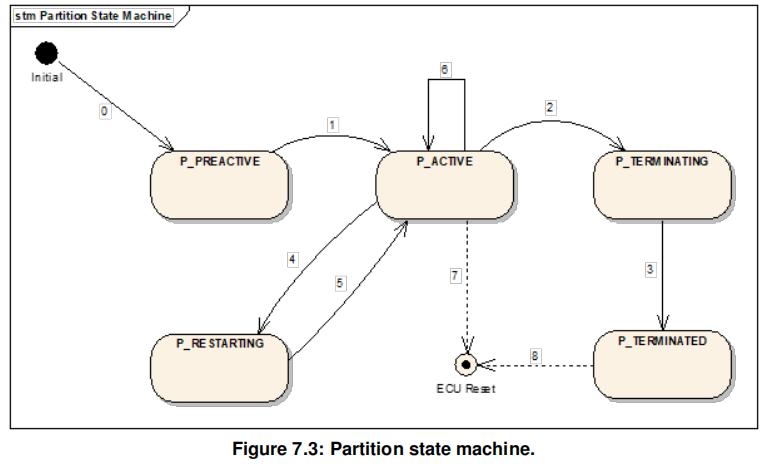 stm Partition State Machine
Initial
0
1
6
2
P_PREACTIVE
P_ACTIVE
P_TERMINATING
4
5
7
3
P_RESTARTING
P_TERMINATED
8
ECU Reset
Figure 7.3: Partition state machine.